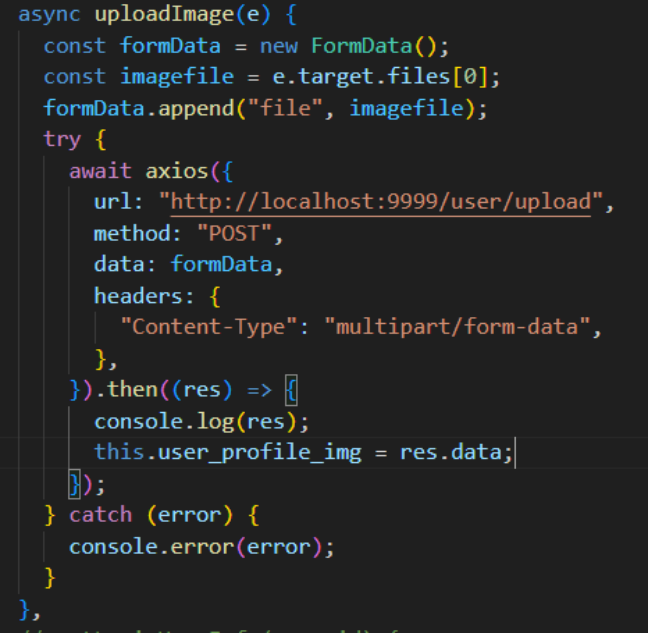 async uploadImage(e) {
const formData = new FormData();
const imagefile = e.target.files[0];
formData.append("file", imagefile);
try {
await axios({
url: "http://localhost:9999/user/upload",
method: "POST",
data: formData,
headers: {
"Content-Type": "multipart/form-data",
},
}).then((res) => {
console.log(res);
this.user_profile_img = res.data;
});
} catch (error) {
console.error(error);
}
},